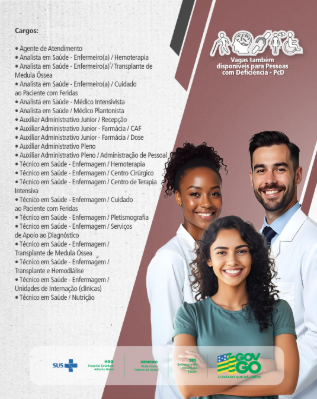 Cargos:
• Agente de Atendimento
• Analista em Saúde - Enfermeiro(a) / Hemoterapia
• Analista em Saúde - Enfermeiro(a) / Transplante de
Medula Óssea
• Analista em Saúde - Enfermeiro(a) / Cuidado
ao Paciente com Feridas
• Analista em Saúde - Médico Intensivista
• Analista em Saúde / Médico Plantonista
• Auxiliar Administrativo Junior / Recepção
• Auxiliar Administrativo Junior - Farmácia / CAF
• Auxiliar Administrativo Junior - Farmácia / Dose
• Auxiliar Administrativo Pleno
• Auxiliar Administrativo Pleno / Administração de Pessoal
• Técnico em Saúde - Enfermagem / Hemoterapia
• Técnico em Saúde - Enfermagem / Centro Cirúrgico
• Técnico em Saúde - Enfermagem / Centro de Terapia
Intensiva
• Técnico em Saúde - Enfermagem / Cuidado
ao Paciente com Feridas
• Técnico em Saúde - Enfermagem / Pletismografia
• Técnico em Saúde - Enfermagem / Serviços
de Apoio ao Diagnóstico
• Técnico em Saúde - Enfermagem /
Transplante de Medula Óssea
• Técnico em Saúde - Enfermagem /
Transplante e Hemodiálise
• Técnico em Saúde - Enfermagem /
Unidades de Internação (clínicas)
• Técnico em Saúde / Nutrição
Vagas também
disponíveis para Pessoas
com Deficiência - PcD
SUS
GOV
GO